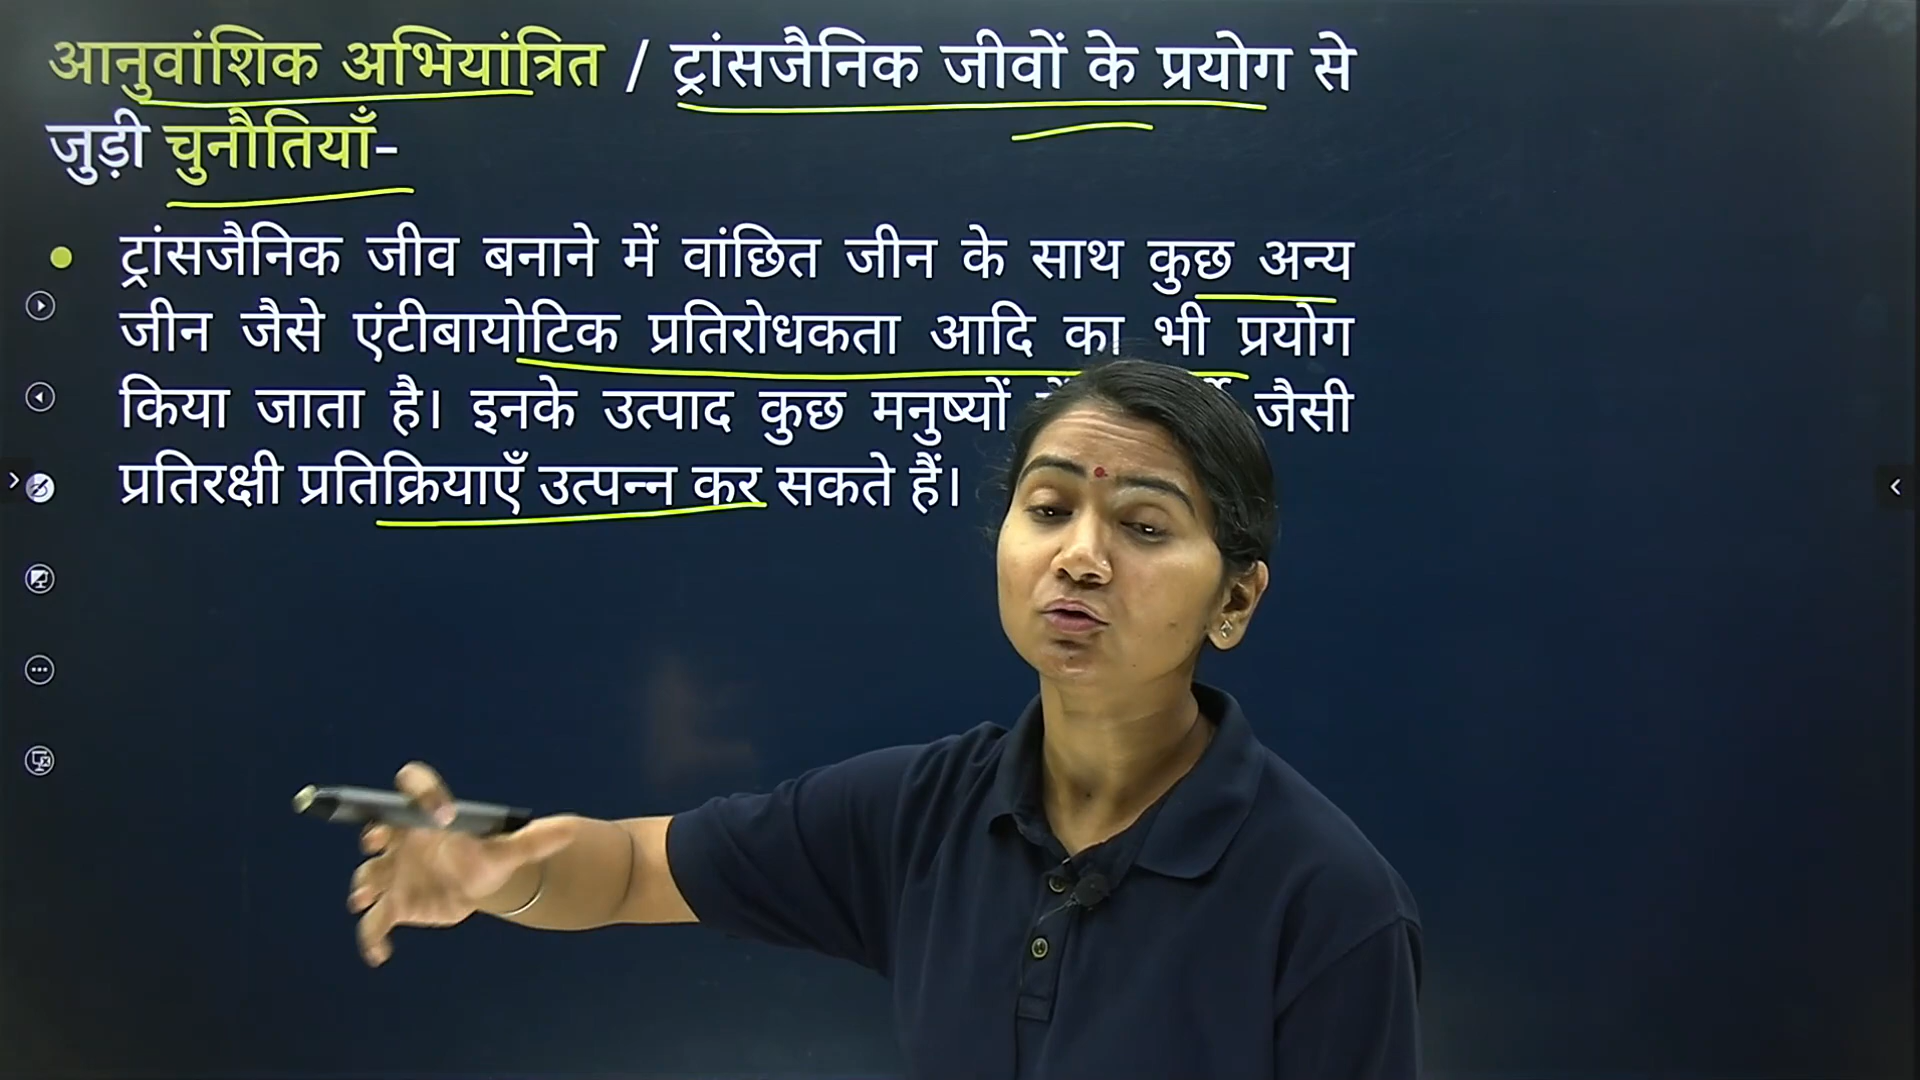 आनुवांशिक अभियांत्रित / ट्रांसजैनिक जीवों के प्रयोग से
जुड़ी चुनौतियाँ-
ट्रांसजैनिक जीव बनाने में वांछित जीन के साथ कुछ अन्य
जीन जैसे एंटीबायोटिक प्रतिरोधकता आदि का भी प्रयोग
किया जाता है। इनके उत्पाद कुछ मनुष्यों जैसी
प्रतिरक्षी प्रतिक्रियाएँ उत्पन्न कर सकते हैं।